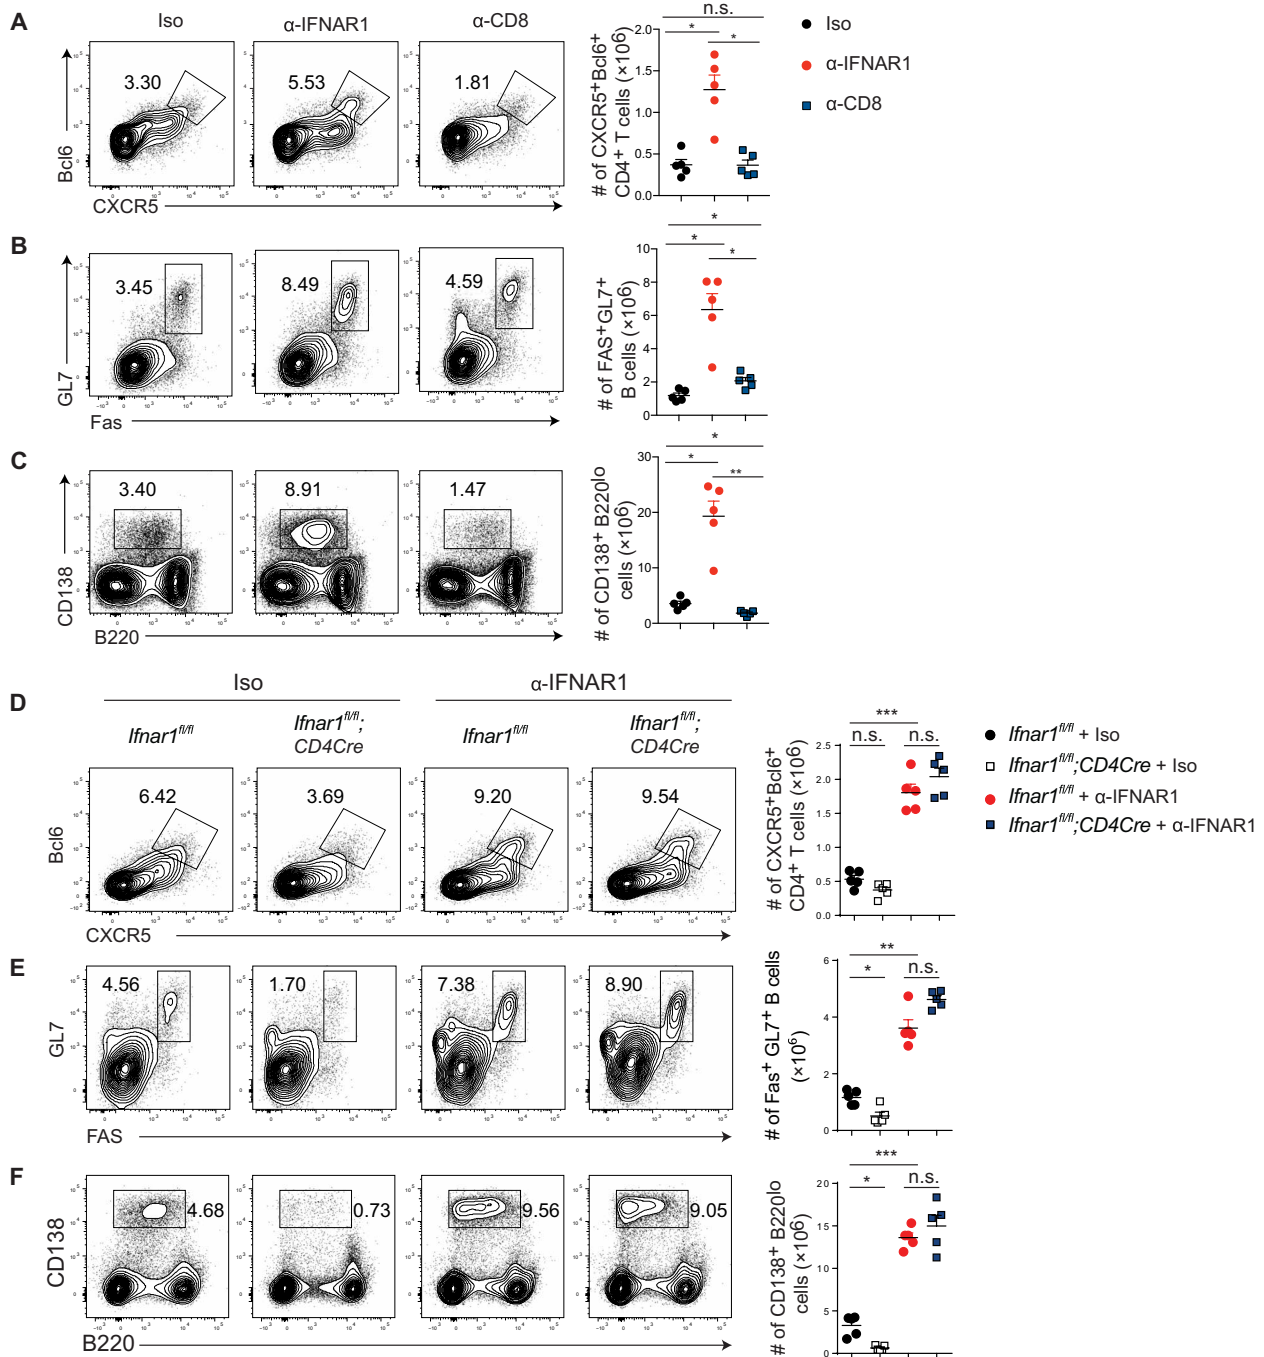 A
Iso
α-IFNAR1
α-CD8
3.30
5.53
1.81
Bcl6
CXCR5
# of CXCR5+Bcl6+
CD4+ T cells (×106)
n.s.
*
*
2.0
1.5
1.0
0.5
0.0
Iso
α-IFNAR1
α-CD8
B
3.45
8.49
4.59
GL7
Fas
# of FAS+GL7+
B cells (×106)
*
*
*
10
8
6
4
2
0
C
3.40
8.91
1.47
CD138
B220
# of CD138+ B220lo
cells (×106)
*
*
**
30
20
10
0
D
Iso
α-IFNAR1
Ifnar1fl/fl
Ifnar1fl/fl;
CD4Cre
Ifnar1fl/fl
Ifnar1fl/fl;
CD4Cre
6.42
3.69
9.20
9.54
Bcl6
CXCR5
# of CXCR5+Bcl6+
CD4+ T cells (×106)
***
n.s.
n.s.
2.5
2.0
1.5
1.0
0.5
0.0
Ifnar1fl/fl + Iso
Ifnar1fl/fl;CD4Cre + Iso
Ifnar1fl/fl + α-IFNAR1
Ifnar1fl/fl;CD4Cre + α-IFNAR1
E
4.56
1.70
7.38
8.90
GL7
FAS
# of Fas+ GL7+ B cells
(×106)
**
*
n.s.
6
4
2
0
F
4.68
0.73
9.56
9.05
CD138
B220
# of CD138+ B220lo
cells (×106)
***
*
n.s.
20
15
10
5
0